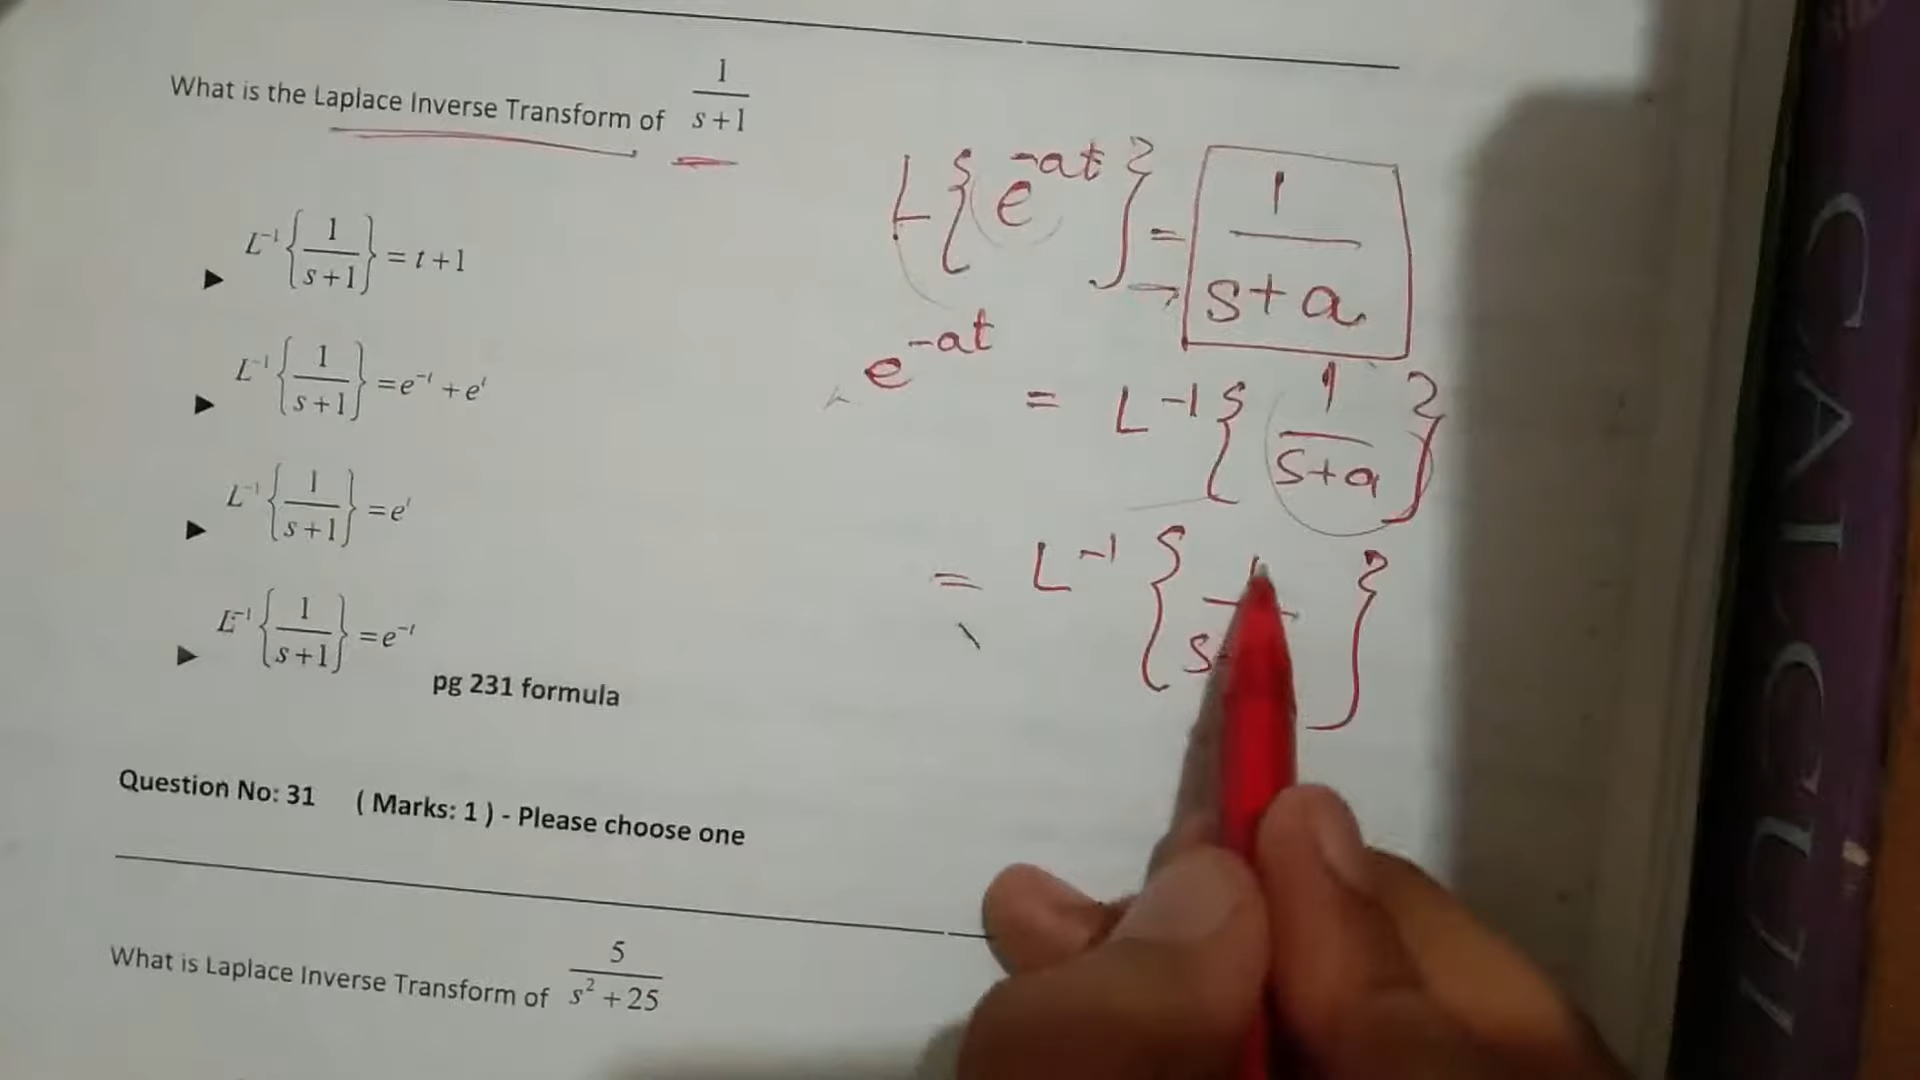 What is the Laplace Inverse Transform of 1/(s+1)
L⁻¹{1/(s+1)} = t+1
L⁻¹{1/(s+1)} = e⁻ᵗ + eᵗ
L⁻¹{1/(s+1)} = eᵗ
L⁻¹{1/(s+1)} = e⁻ᵗ
pg 231 formula
Question No: 31 ( Marks: 1 ) - Please choose one
What is Laplace Inverse Transform of 5/(s²+25)
L{e^(-at)} = 1/(s+a)
e^(-at) = L⁻¹{1/(s+a)}
= L⁻¹{
s
}